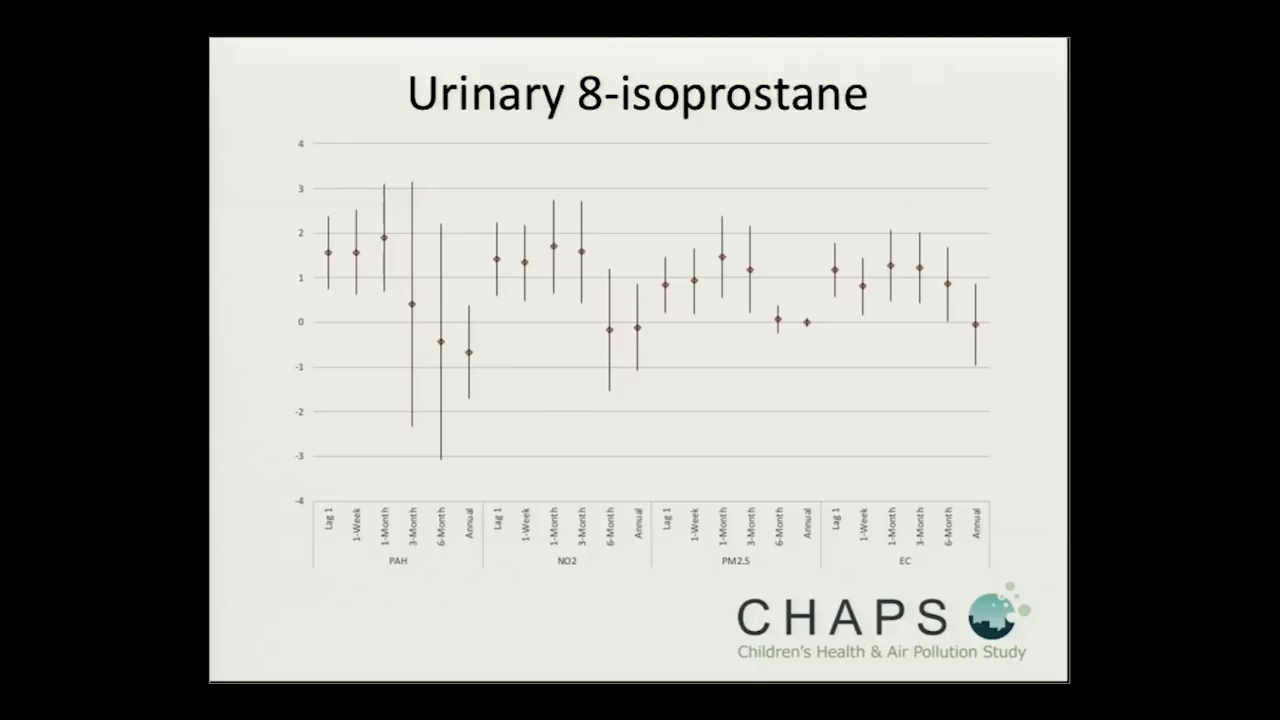 Urinary 8-isoprostane
4
3
2
1
0
-1
-2
-3
-4
Lag 1
1-Week
1-Month
3-Month
6-Month
Annual
Lag 1
1-Week
1-Month
3-Month
6-Month
Annual
Lag 1
1-Week
1-Month
3-Month
6-Month
Annual
Lag 1
1-Week
1-Month
3-Month
6-Month
Annual
PAH
NO2
PM2.5
EC
CHAPS
Children's Health & Air Pollution Study